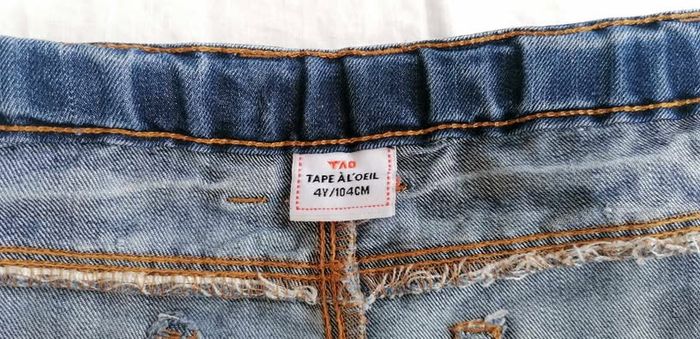 TAO
TAPE À L'OEIL
4Y/104CM